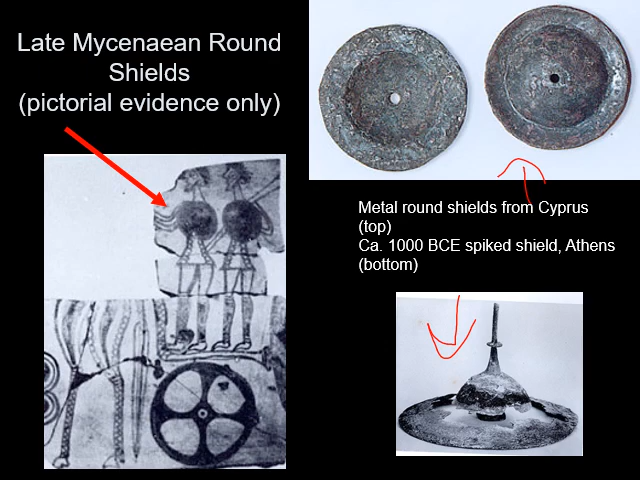 Late Mycenaean Round
Shields
(pictorial evidence only)
Metal round shields from Cyprus
(top)
Ca. 1000 BCE spiked shield, Athens
(bottom)